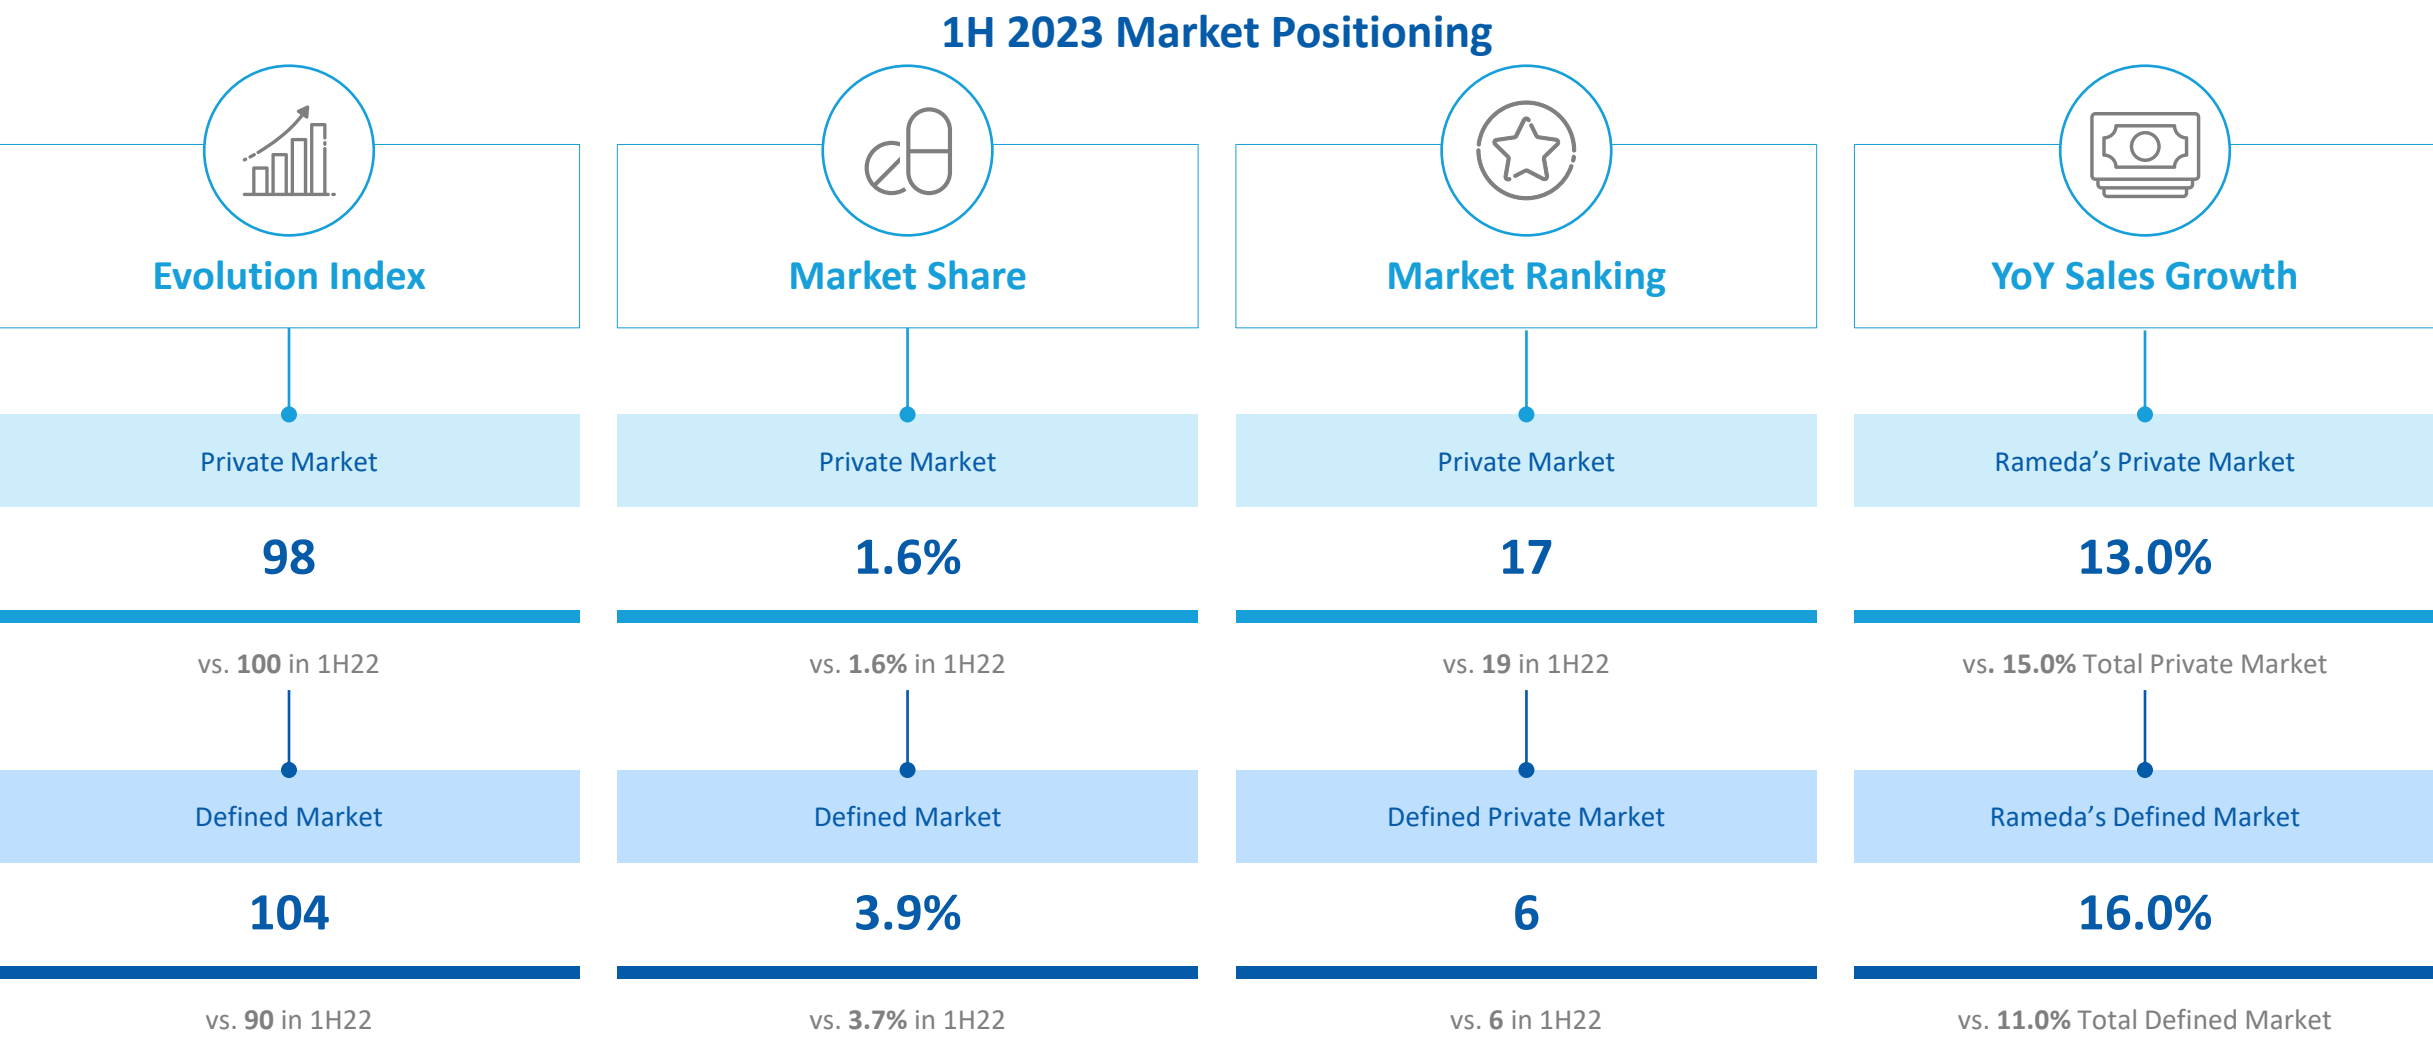 1H 2023 Market Positioning
Evolution Index
Market Share
Market Ranking
YoY Sales Growth
Private Market
Private Market
Private Market
Rameda’s Private Market
98
1.6%
17
13.0%
vs. 100 in 1H22
vs. 1.6% in 1H22
vs. 19 in 1H22
vs. 15.0% Total Private Market
Defined Market
Defined Market
Defined Private Market
Rameda’s Defined Market
104
3.9%
6
16.0%
vs. 90 in 1H22
vs. 3.7% in 1H22
vs. 6 in 1H22
vs. 11.0% Total Defined Market